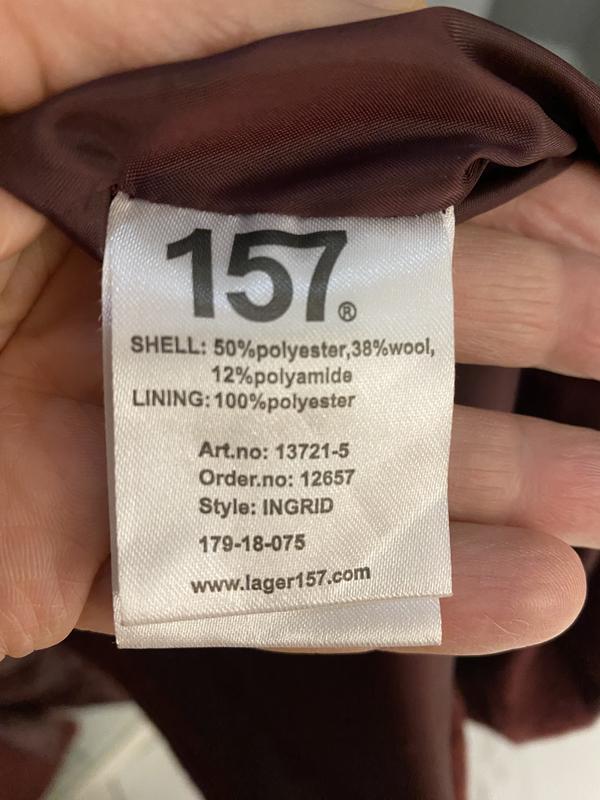 157®
SHELL: 50%polyester,38%wool,
12%polyamide
LINING: 100%polyester
Art.no: 13721-5
Order.no: 12657
Style: INGRID
179-18-075
www.lager157.com